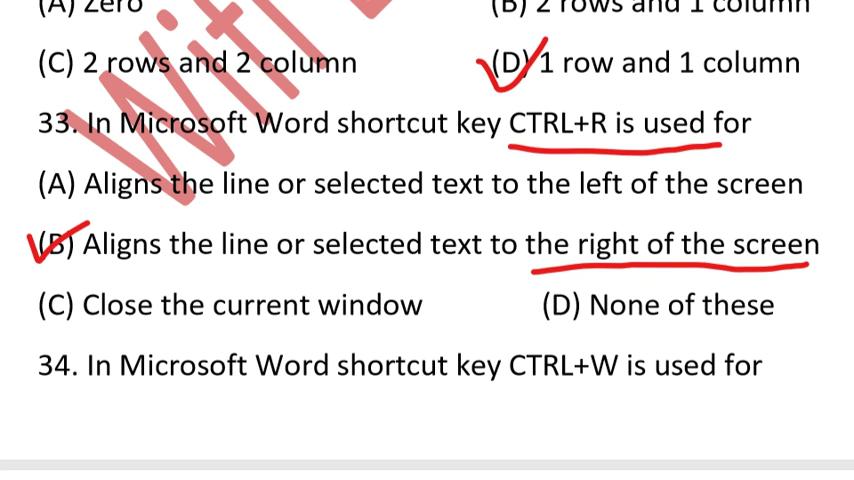 (A) Zero (B) 2 rows and 1 column
(C) 2 rows and 2 column (D) 1 row and 1 column
33. In Microsoft Word shortcut key CTRL+R is used for
(A) Aligns the line or selected text to the left of the screen
(B) Aligns the line or selected text to the right of the screen
(C) Close the current window (D) None of these
34. In Microsoft Word shortcut key CTRL+W is used for